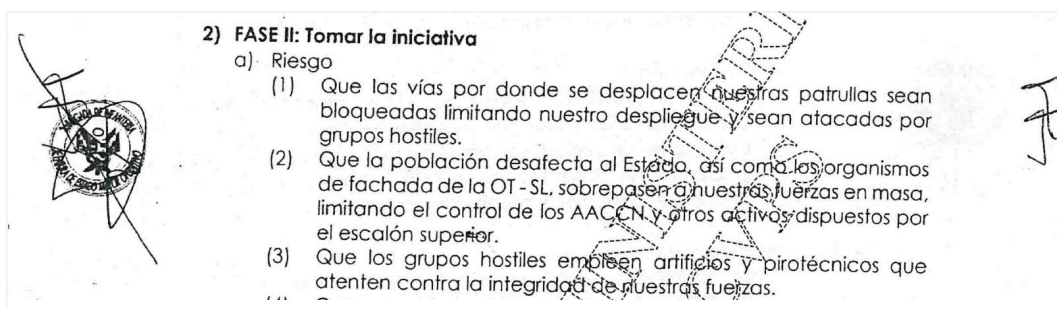 2) FASE II: Tomar la iniciativa
a) Riesgo
(1) Que las vías por donde se desplacen nuestras patrullas sean
bloqueadas limitando nuestro despliegue y sean atacadas por
grupos hostiles.
(2) Que la población desafecta al Estado, así como los organismos
de fachada de la OT - SL, sobrepasen a nuestras fuerzas en masa,
limitando el control de los AACCN y otros activos dispuestos por
el escalón superior.
(3) Que los grupos hostiles empleen artificios y pirotécnicos que
atenten contra la integridad de nuestras fuerzas.